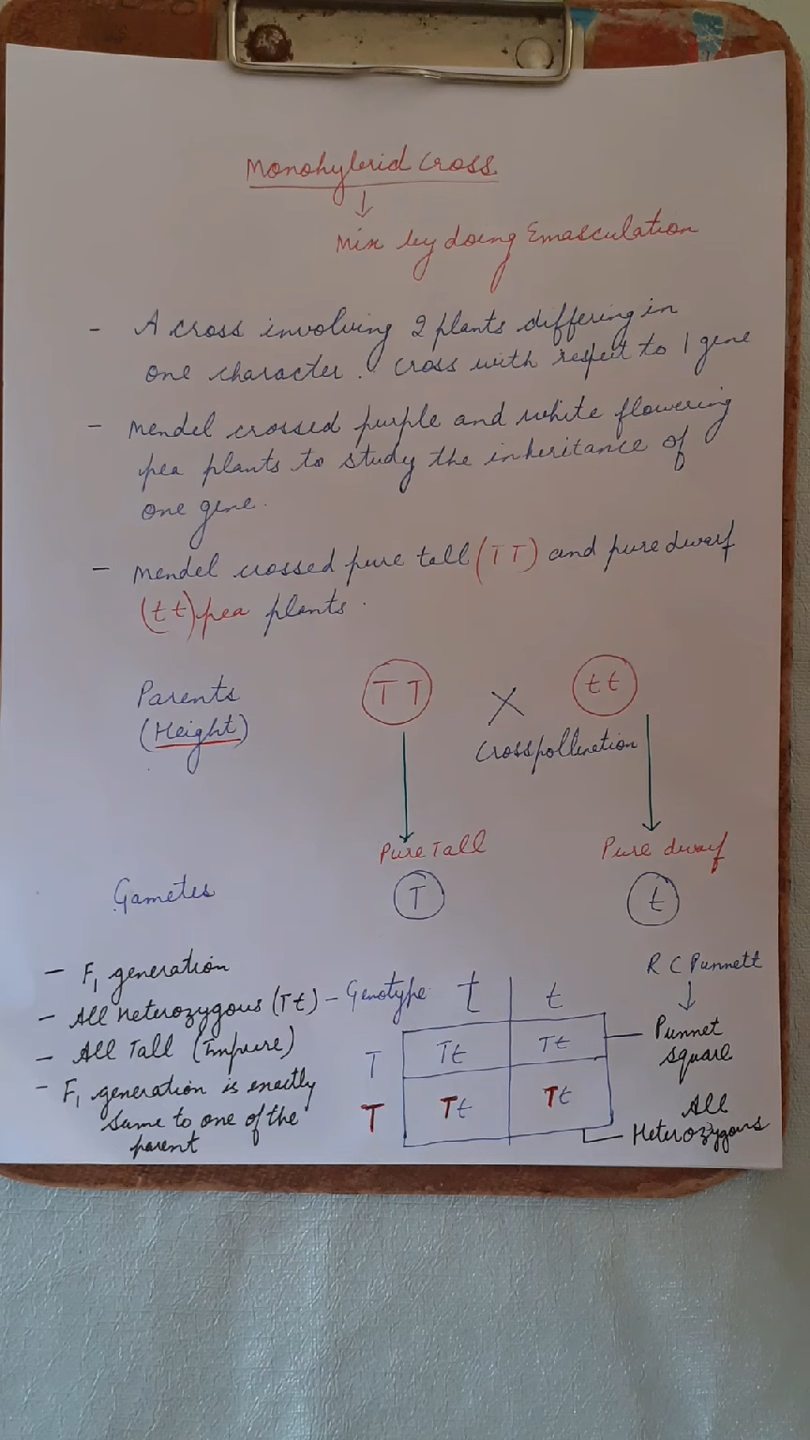 Monohybrid Cross
↓
Mix by doing Emasculation
- A cross involving 2 plants differing in
one character. Cross with respect to 1 gene
- Mendel crossed purple and white flowering
pea plants to study the inheritance of
one gene.
- Mendel crossed pure tall (TT) and pure dwarf
(tt) pea plants.
Parents
(Height)
TT × tt
Crosspollination
Pure Tall Pure dwarf
Gametes T t
- F1 generation
- All Heterozygous (Tt) - Genotype
- All Tall (Impure)
- F1 generation is exactly
same to one of the
parent
t t
T Tt Tt
T Tt Tt
R C Punnett
↓
Punnet
square
All
Heterozygous